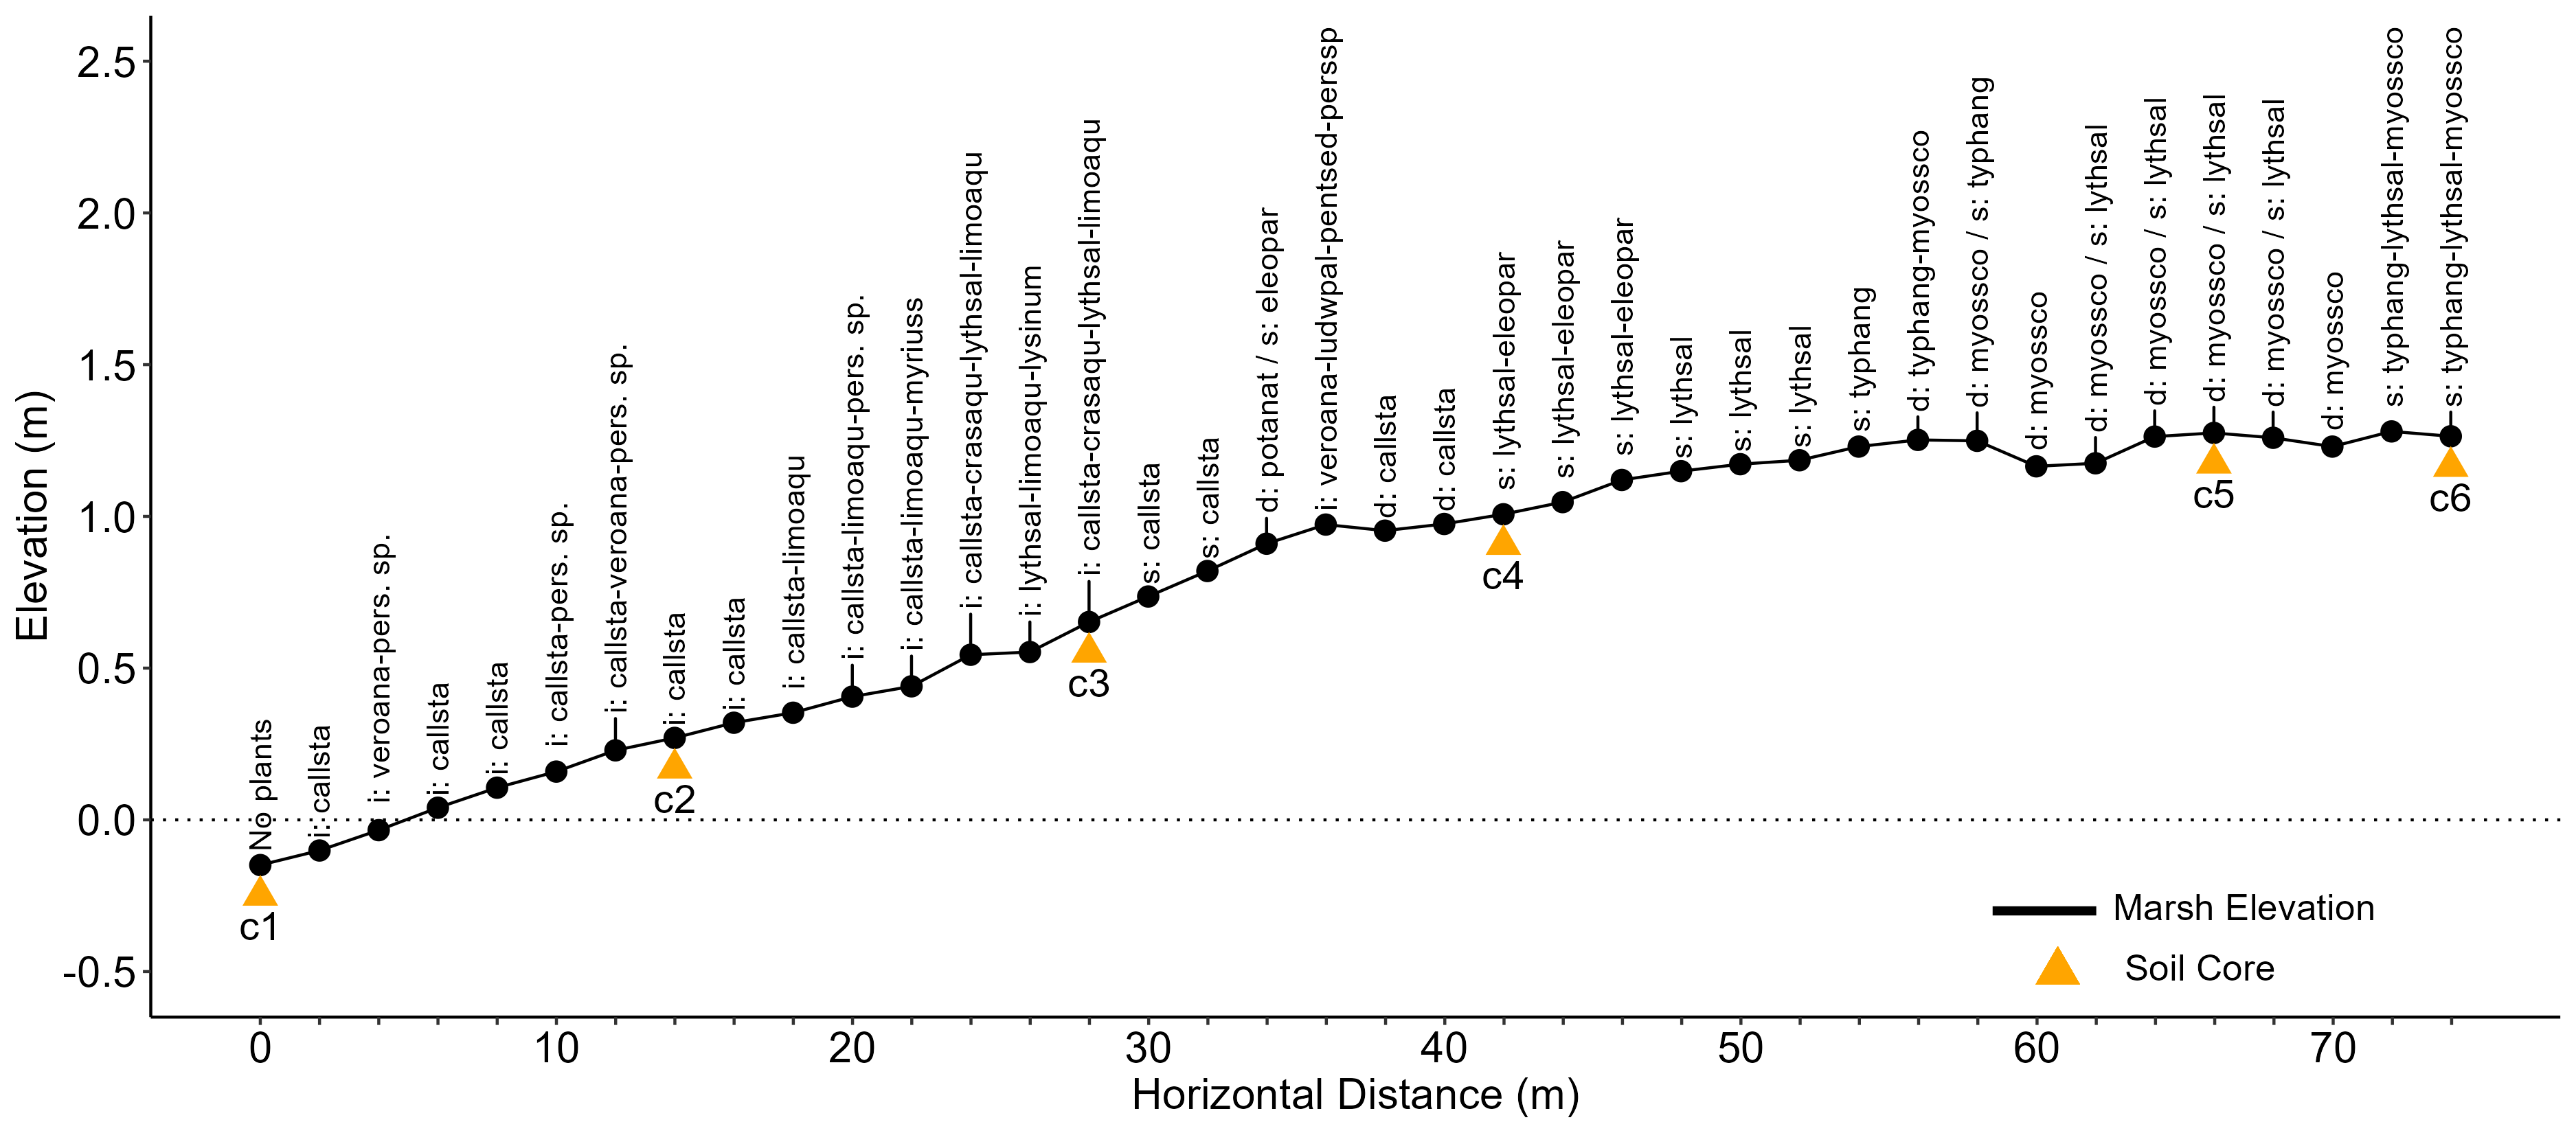 Elevation (m)
2.5
2.0
1.5
1.0
0.5
0.0
-0.5
No plants
i: callsta
i: veroana-pers. sp.
i: callsta
i: callsta
i: callsta-pers. sp.
i: callsta-veroana-pers. sp.
i: callsta
i: callsta
i: callsta-limoaqu
i: callsta-limoaqu-pers. sp.
i: callsta-limoaqu-myriuss
i: callsta-crasaqu-lythsal-limoaqu
i: lythsal-limoaqu-lysinum
i: callsta-crasaqu-lythsal-limoaqu
s: callsta
s: callsta
d: potanat / s: eleopar
i: veroana-ludwpal-pentsed-perssp
d: callsta
d: callsta
s: lythsal-eleopar
s: lythsal-eleopar
s: lythsal-eleopar
s: lythsal
s: lythsal
s: lythsal
s: typhang
d: typhang-myossco
d: myossco / s: typhang
d: myossco
d: myossco / s: lythsal
d: myossco / s: lythsal
d: myossco / s: lythsal
d: myossco / s: lythsal
d: myossco
s: typhang-lythsal-myossco
s: typhang-lythsal-myossco
c1
c2
c3
c4
c5
c6
Marsh Elevation
Soil Core
0
10
20
30
40
50
60
70
Horizontal Distance (m)